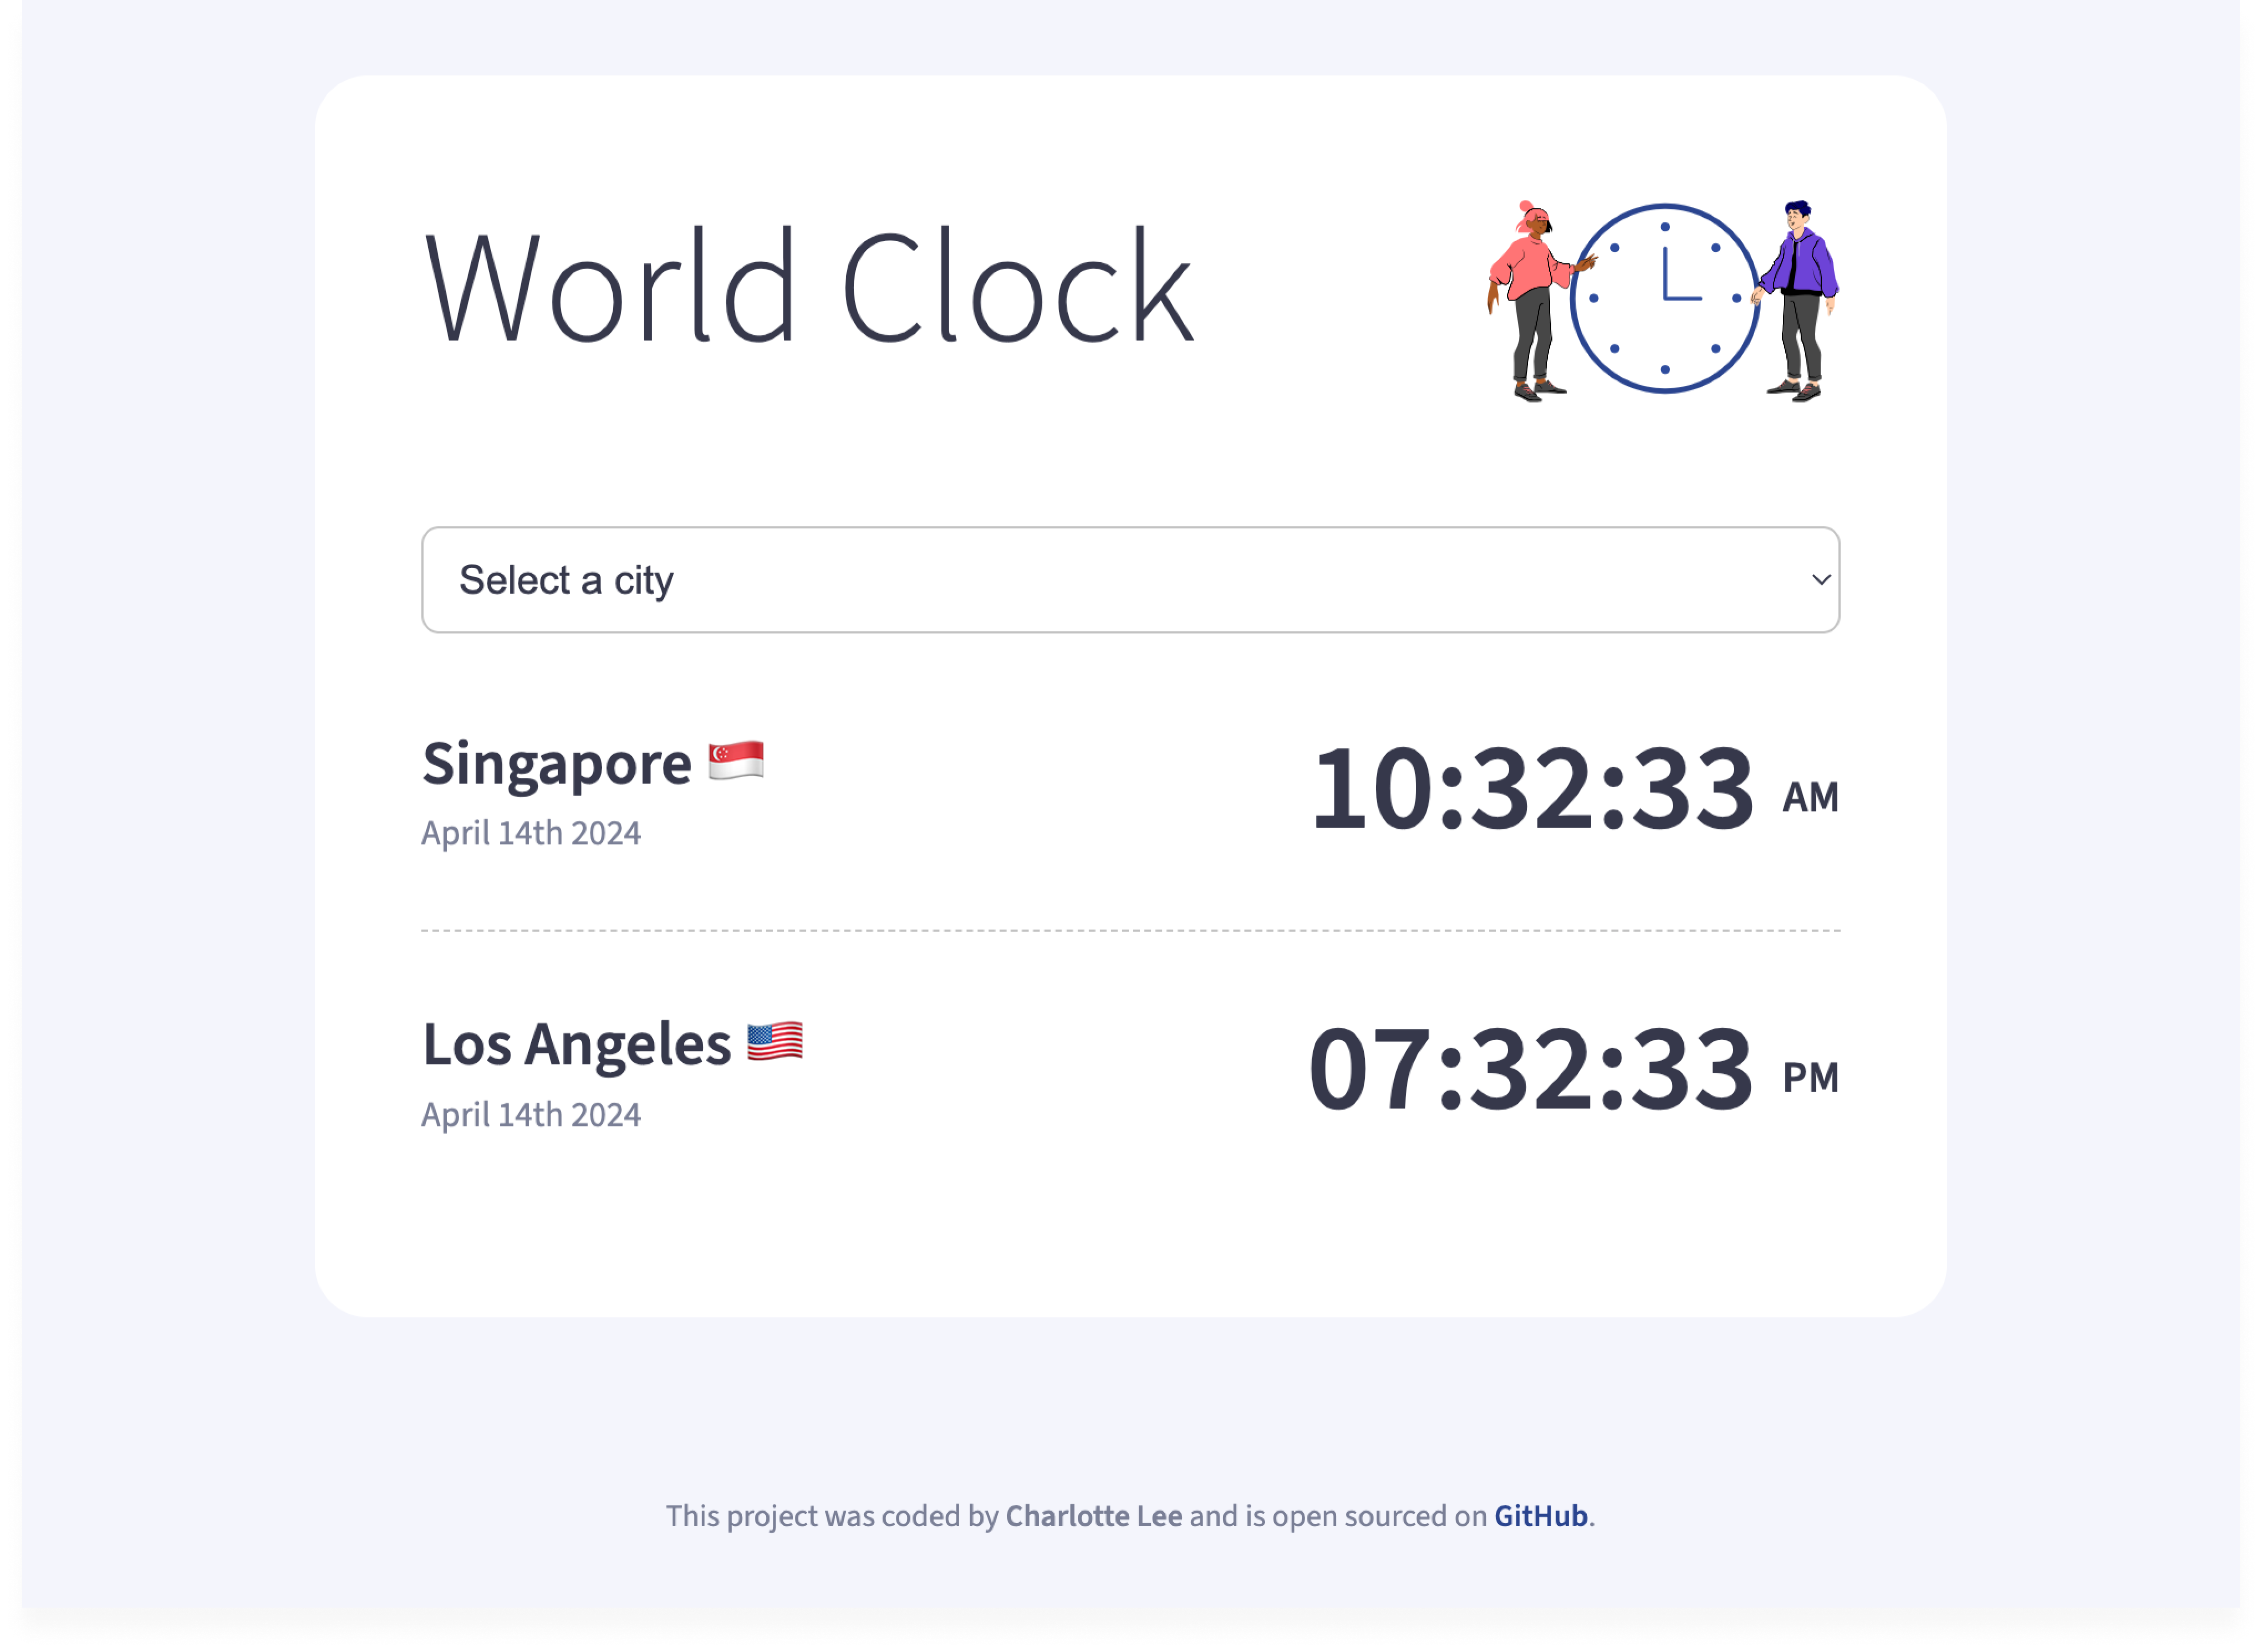 World Clock
Select a city
Singapore 🇸🇬
10:32:33 AM
April 14th 2024
Los Angeles 🇺🇸
07:32:33 PM
April 14th 2024
This project was coded by Charlotte Lee and is open sourced on GitHub.